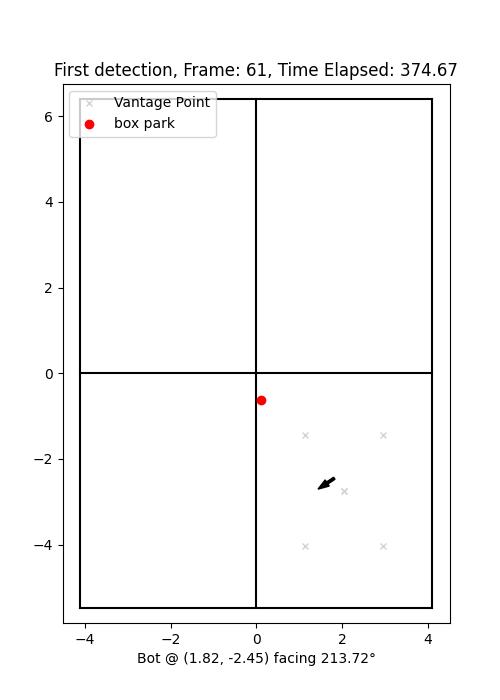 First detection, Frame: 61, Time Elapsed: 374.67
Vantage Point
box park
6
4
2
0
−2
−4
−4
−2
0
2
4
Bot @ (1.82, -2.45) facing 213.72°